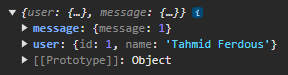 ▼ {user: {…}, message: {…}} i
▶ message: {message: 1}
▶ user: {id: 1, name: 'Tahmid Ferdous'}
▶ [[Prototype]]: Object